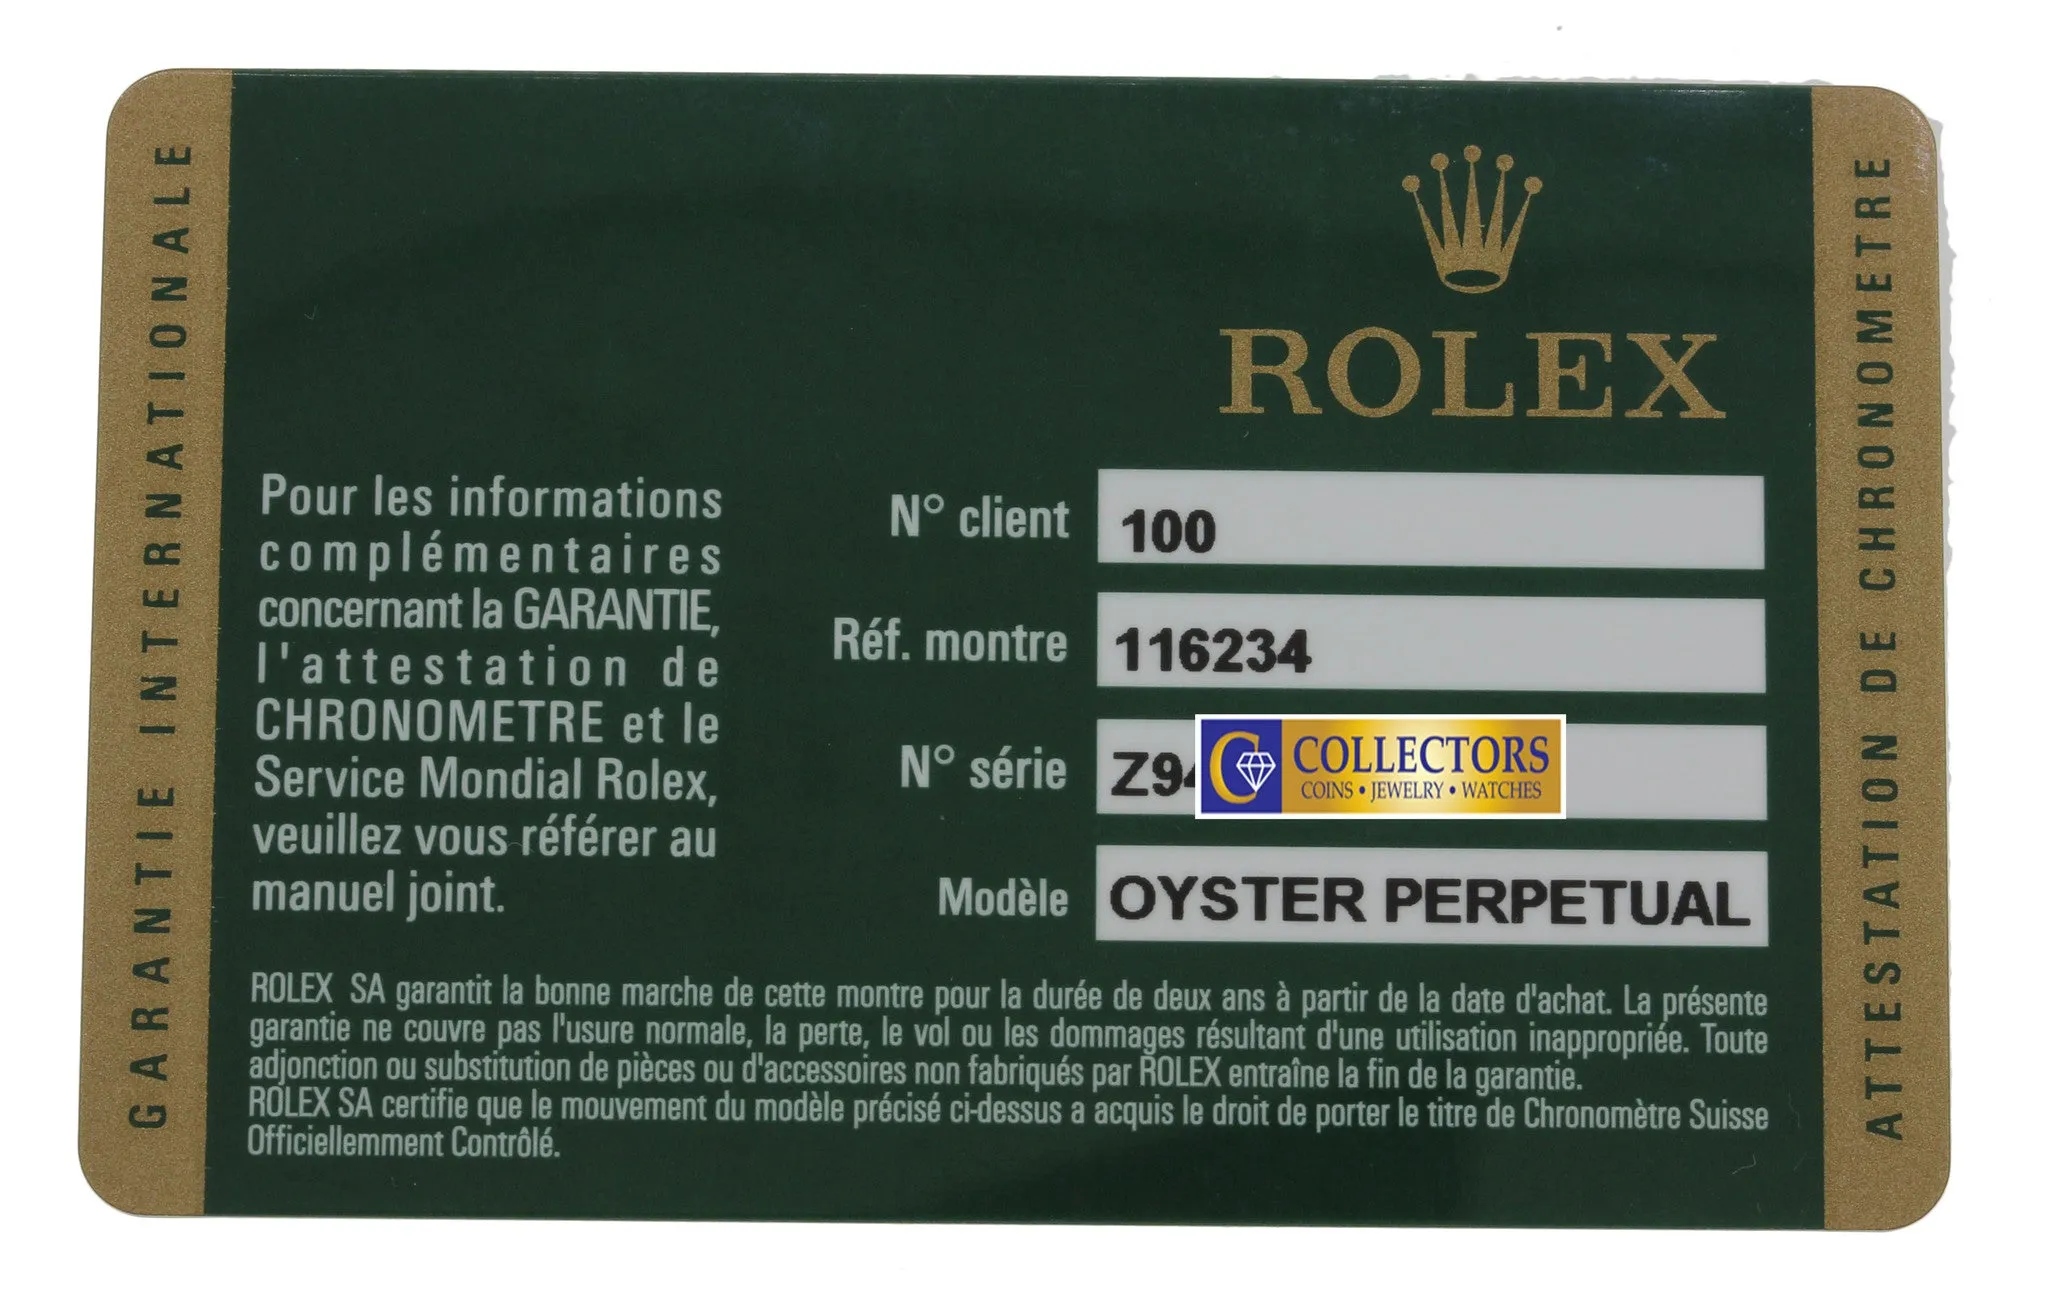 GARANTIE INTERNATIONALE
ROLEX
Pour les informations
complémentaires
concernant la GARANTIE,
l'attestation de
CHRONOMETRE et le
Service Mondial Rolex,
veuillez vous référer au
manuel joint.
N° client 100
Réf. montre 116234
N° série Z94
COLLECTORS
COINS • JEWELRY • WATCHES
Modèle OYSTER PERPETUAL
ROLEX SA garantit la bonne marche de cette montre pour la durée de deux ans à partir de la date d'achat. La présente
garantie ne couvre pas l'usure normale, la perte, le vol ou les dommages résultant d'une utilisation inappropriée. Toute
adjonction ou substitution de pièces ou d'accessoires non fabriqués par ROLEX entraîne la fin de la garantie.
ROLEX SA certifie que le mouvement du modèle précisé ci-dessus a acquis le droit de porter le titre de Chronomètre Suisse
Officiellemment Contrôlé.
ATTESTATION DE CHRONOMETRE